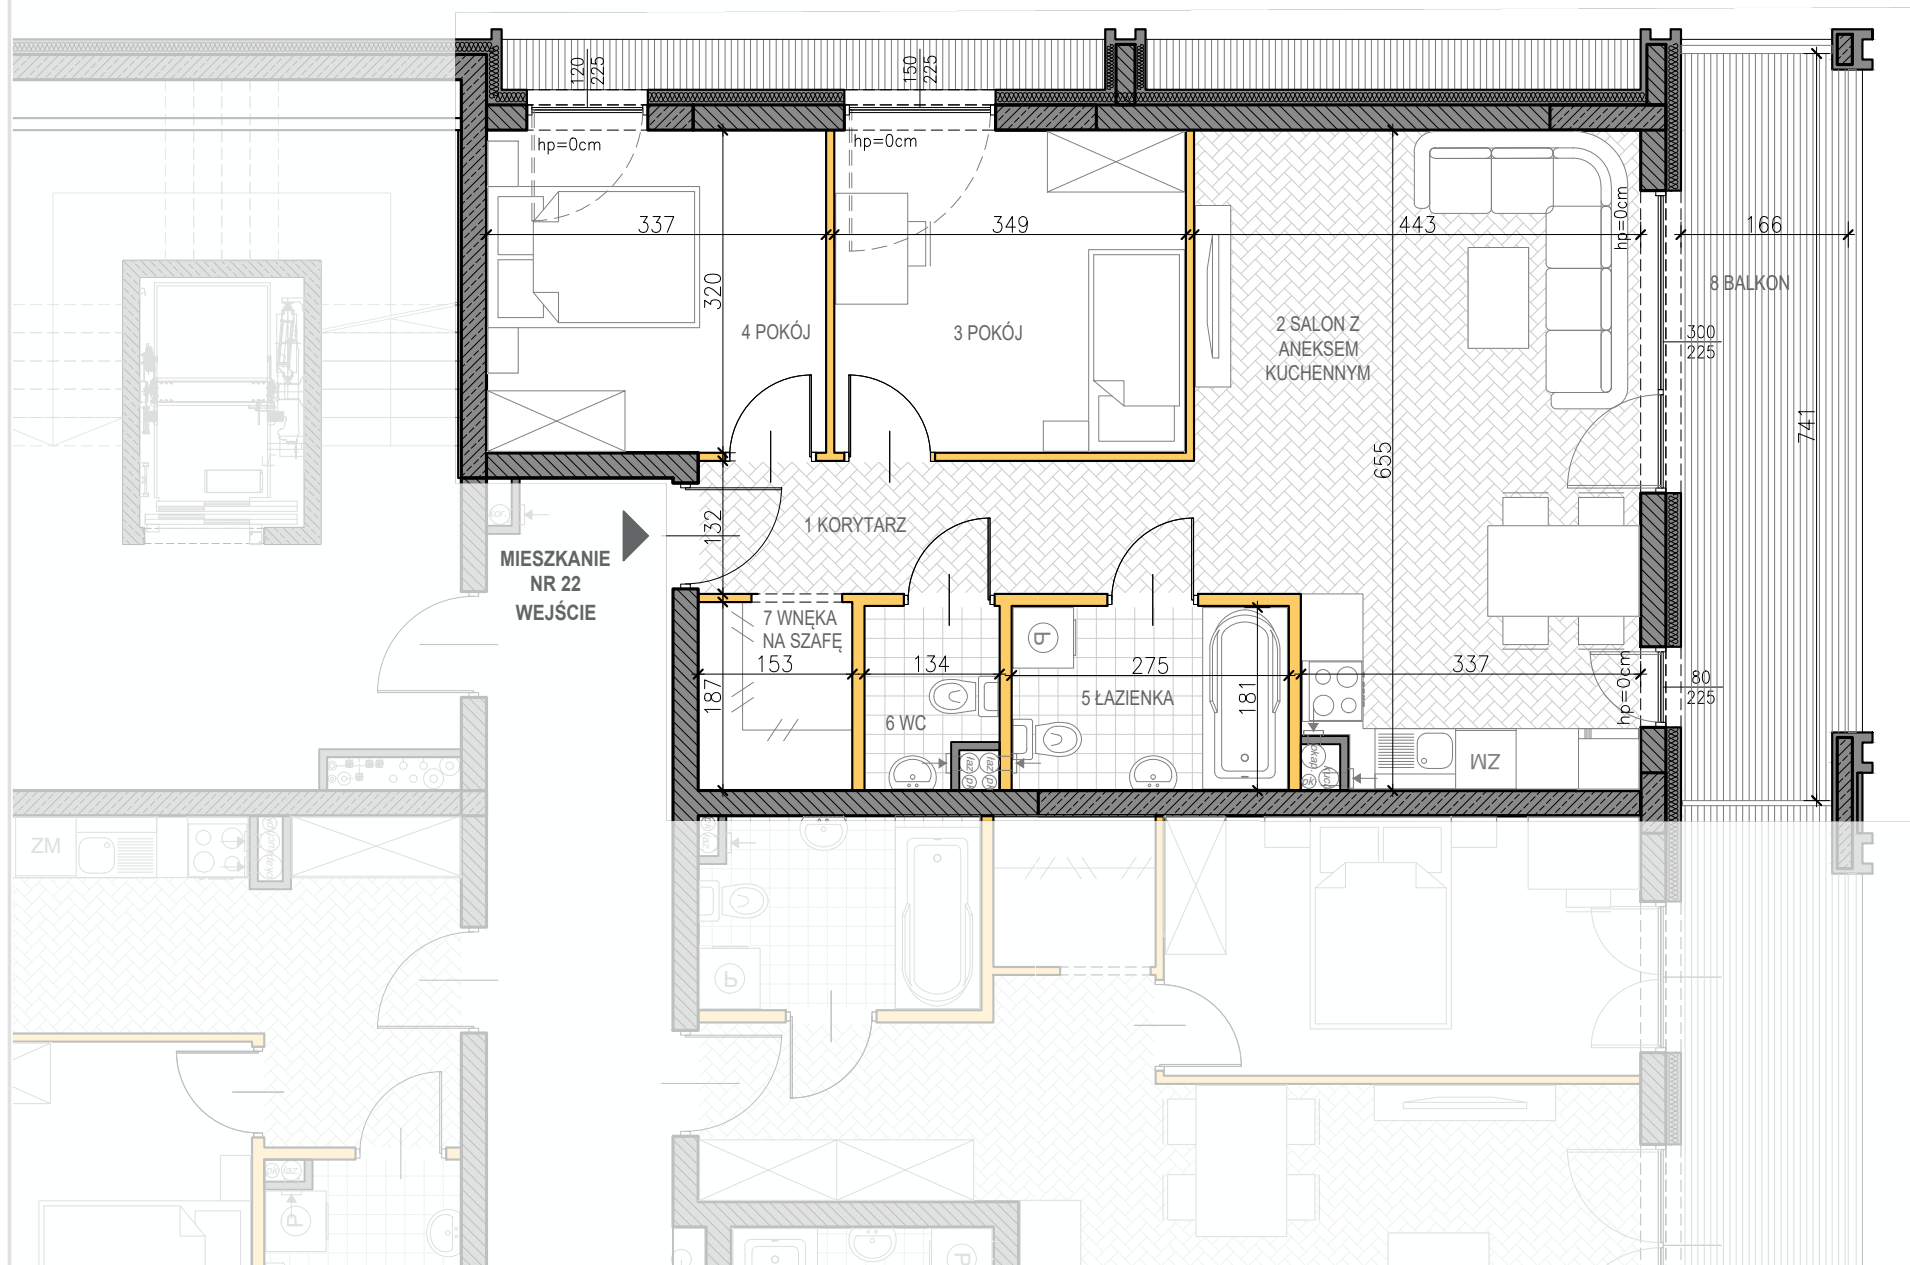 120
225
150
225
hp=0cm
hp=0cm
337
349
443
hp=0cm
166
320
8 BALKON
4 POKÓJ
3 POKÓJ
2 SALON Z
ANEKSEM
KUCHENNYM
300
225
741
655
132
1 KORYTARZ
MIESZKANIE
NR 22
WEJŚCIE
7 WNĘKA
NA SZAFĘ
153
134
275
337
187
181
5 ŁAZIENKA
6 WC
hp=0cm
80
225
P
ZM
ZM
P
P
P